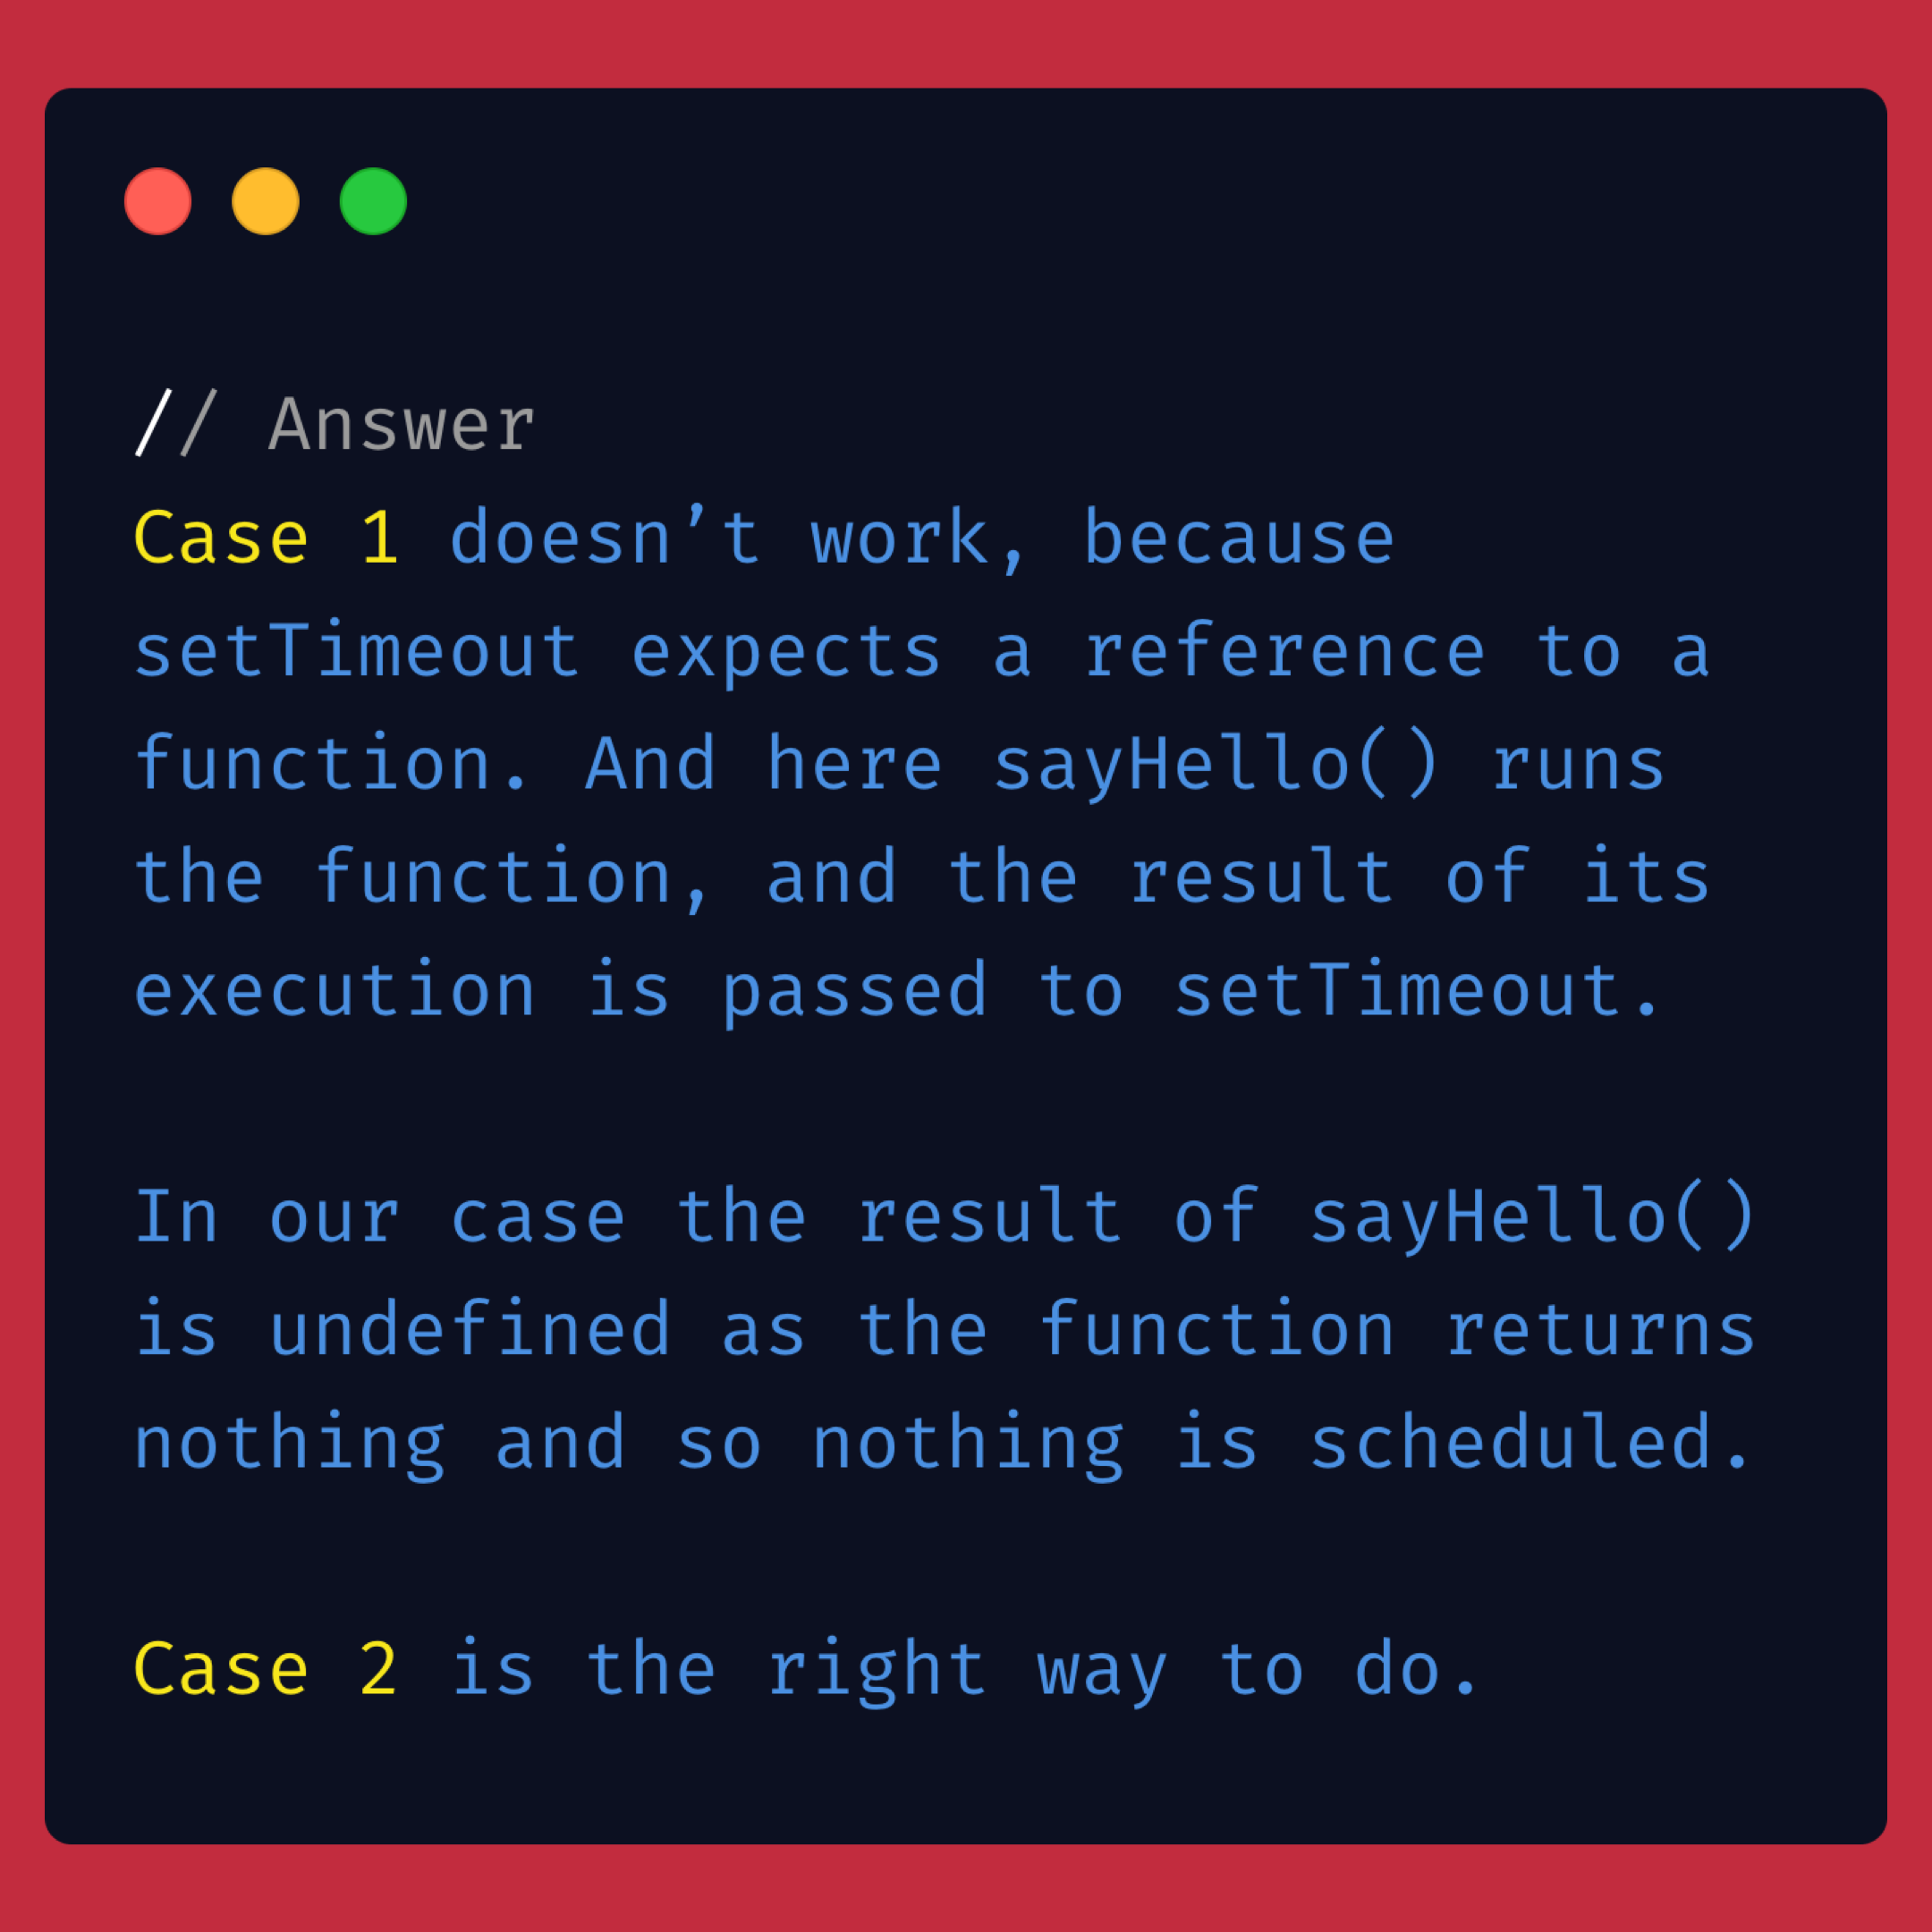 // Answer
Case 1 doesn’t work, because
setTimeout expects a reference to a
function. And here sayHello() runs
the function, and the result of its
execution is passed to setTimeout.
In our case the result of sayHello()
is undefined as the function returns
nothing and so nothing is scheduled.
Case 2 is the right way to do.